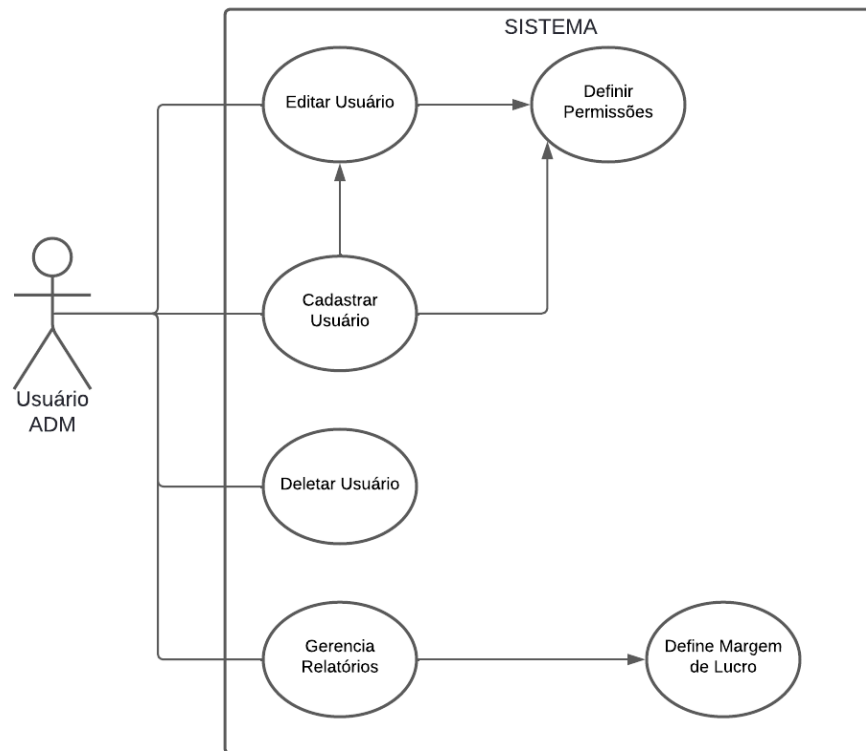 SISTEMA
Editar Usuário
Definir
Permissões
Cadastrar
Usuário
Usuário
ADM
Deletar Usuário
Gerencia
Relatórios
Define Margem
de Lucro